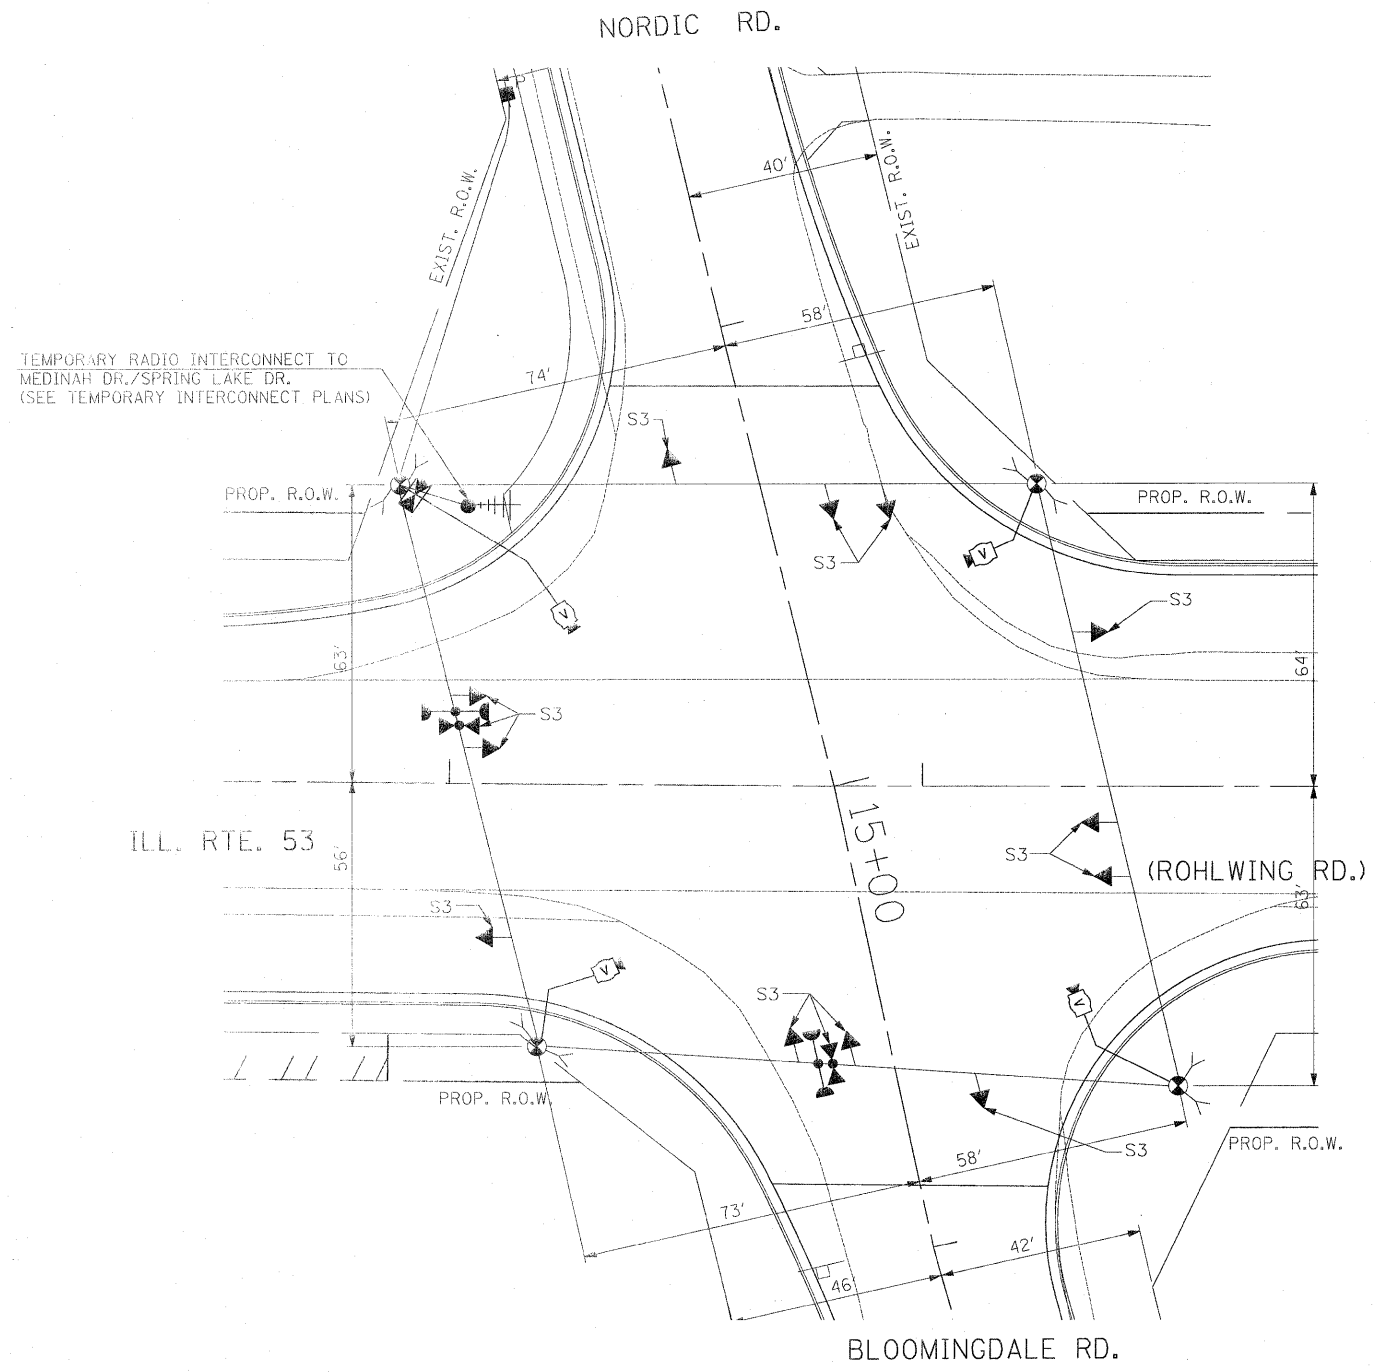 NORDIC RD.
40'
EXIST. R.O.W.
EXIST. R.O.W.
58'
TEMPORARY RADIO INTERCONNECT TO
MEDINAH DR./SPRING LAKE DR.
(SEE TEMPORARY INTERCONNECT PLANS)
74'
S3
PROP. R.O.W.
PROP. R.O.W.
V
S3
V
S3
63'
64'
S3
ILL. RTE. 53
56'
15+00
S3
(ROHLWING RD.)
63'
S3
V
S3
V
PROP. R.O.W.
S3
PROP. R.O.W.
58'
73'
42'
46'
BLOOMINGDALE RD.